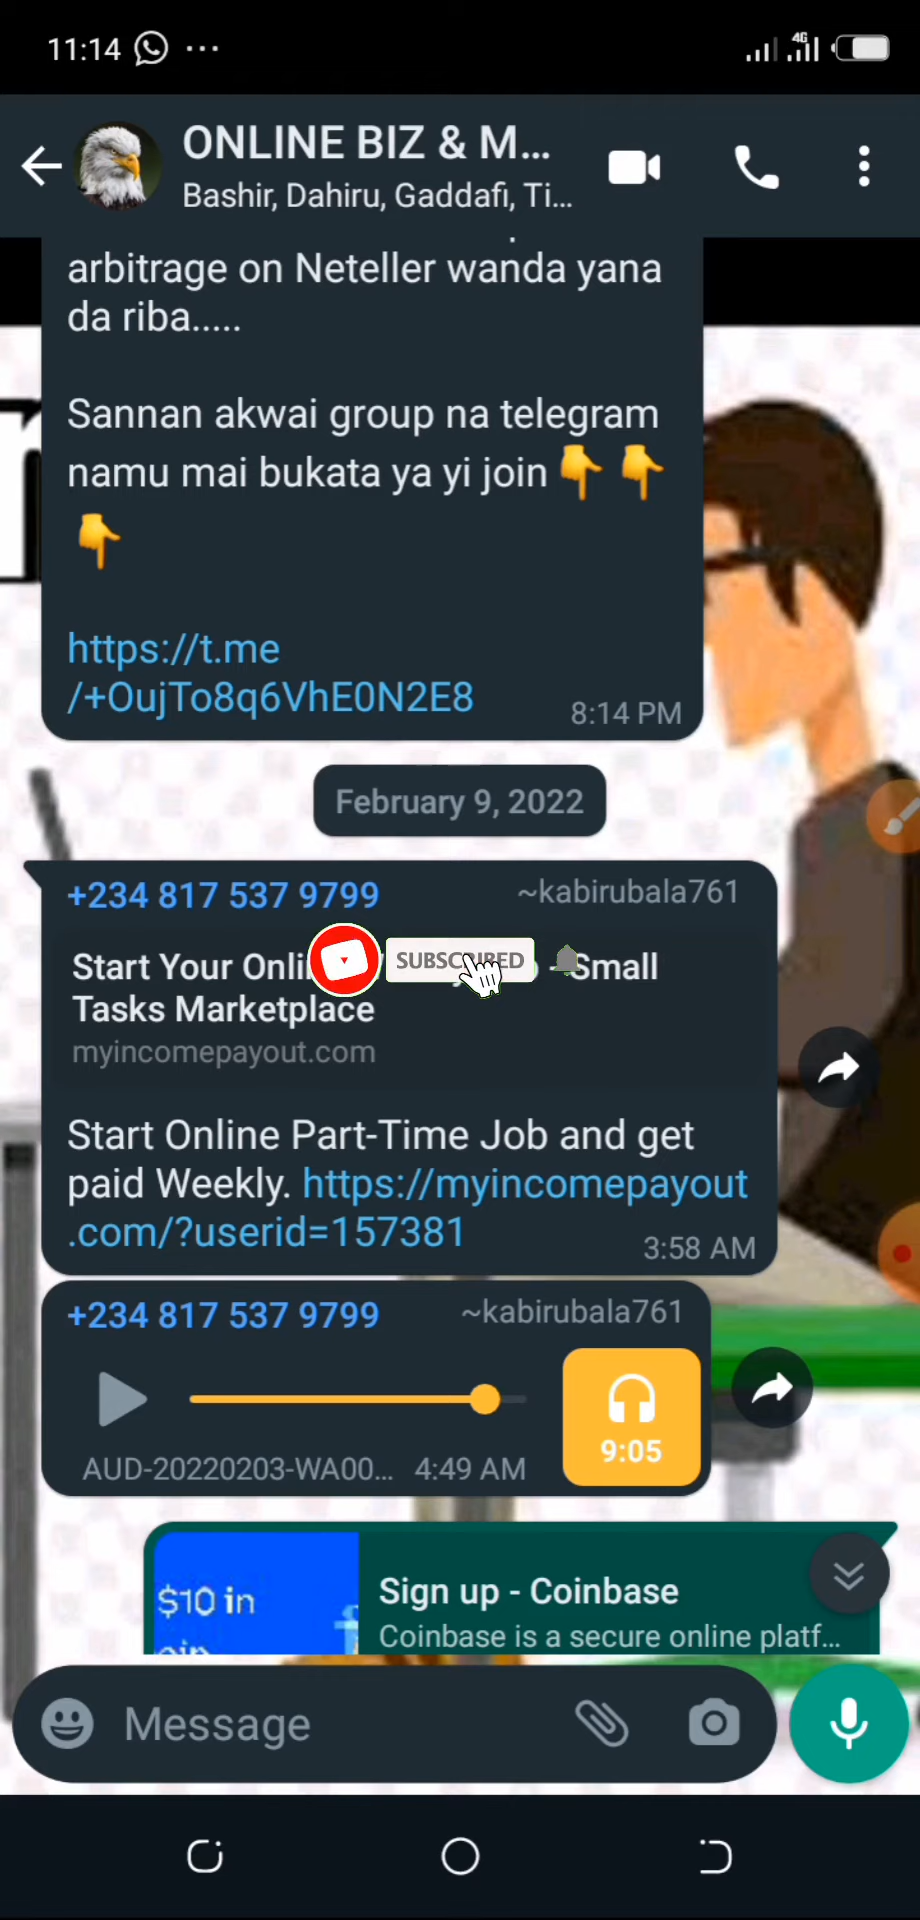 11:14
4G
ONLINE BIZ & M...
Bashir, Dahiru, Gaddafi, Ti...
arbitrage on Neteller wanda yana
da riba.....
Sannan akwai group na telegram
namu mai bukata ya yi join👇👇
👇
https://t.me
/+OujTo8q6VhE0N2E8
8:14 PM
February 9, 2022
+234 817 537 9799 ~kabirubala761
Start Your Onli
SUBSCRIBED
- Small
Tasks Marketplace
myincomepayout.com
Start Online Part-Time Job and get
paid Weekly. https://myincomepayout
.com/?userid=157381
3:58 AM
+234 817 537 9799 ~kabirubala761
9:05
AUD-20220203-WA00... 4:49 AM
$10 in
Sign up - Coinbase
Coinbase is a secure online platf...
Message